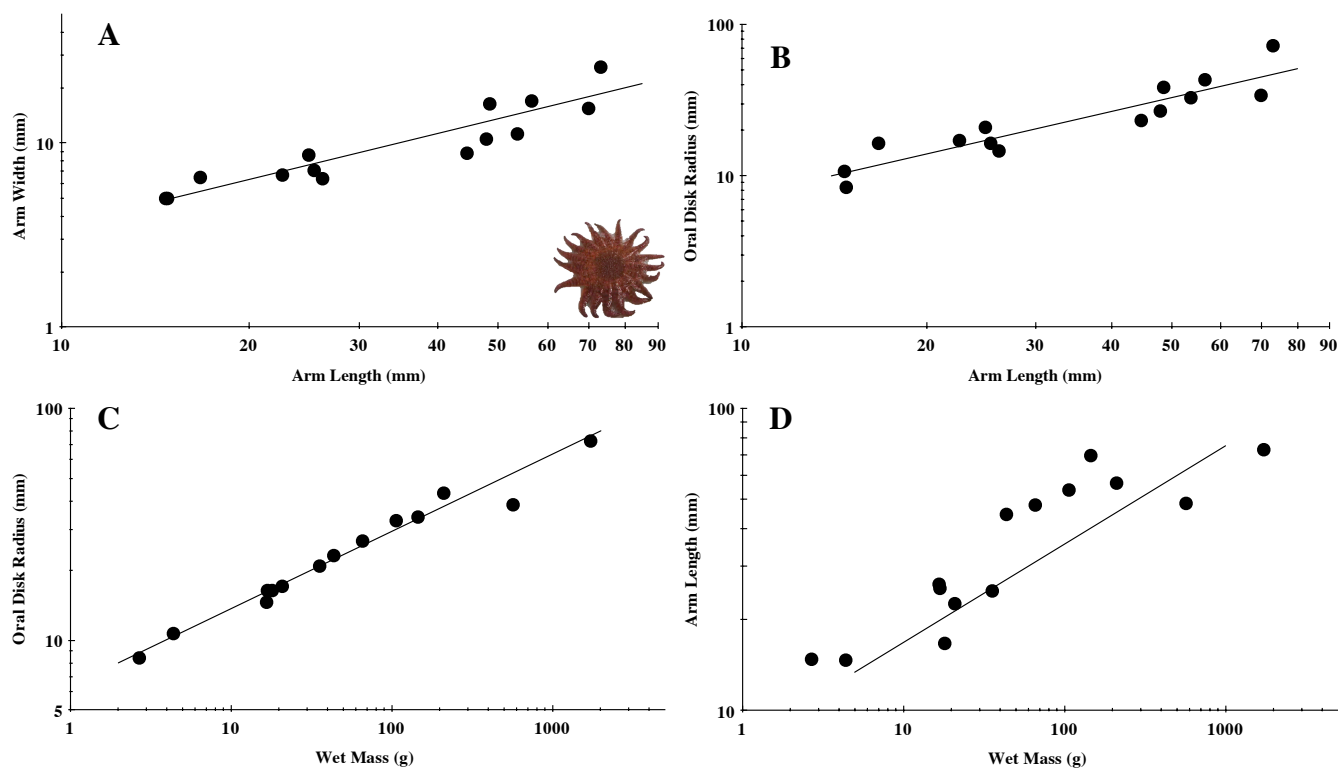 A
Arm Width (mm)
10
1
10 20 30 40 50 60 70 80 90
Arm Length (mm)
B
Oral Disk Radius (mm)
100
10
1
10 20 30 40 50 60 70 80 90
Arm Length (mm)
C
Oral Disk Radius (mm)
100
10
5
1 10 100 1000
Wet Mass (g)
D
Arm Length (mm)
100
10
1 10 100 1000
Wet Mass (g)